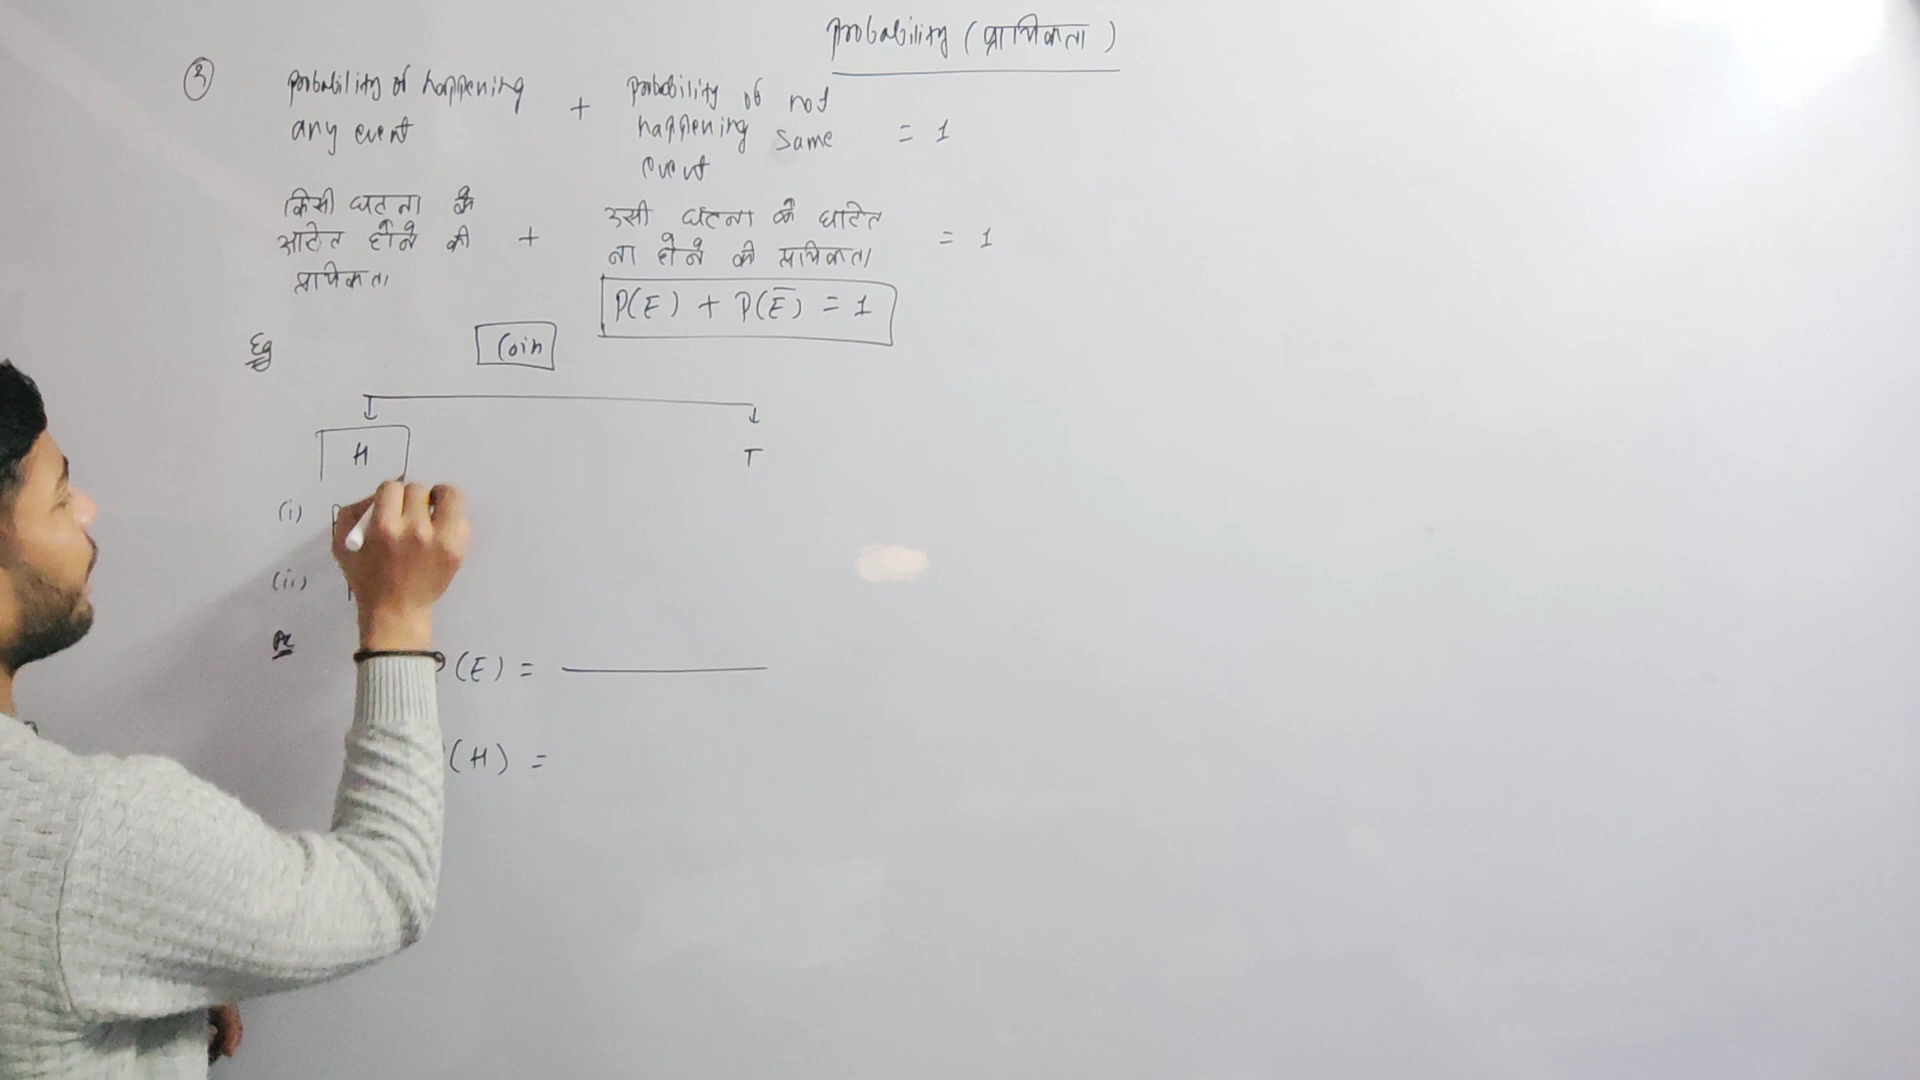 Probability (प्रायिकता)
③ probability of happening any event + probability of not happening same event = 1
किसी घटना के
घटित होने की + उसी घटना के घटित ना होने की प्रायिकता = 1
प्रायिकता
P(E) + P(Ē) = 1
Eg
Coin
H T
(i)
(ii)
P(E) =
(H) =